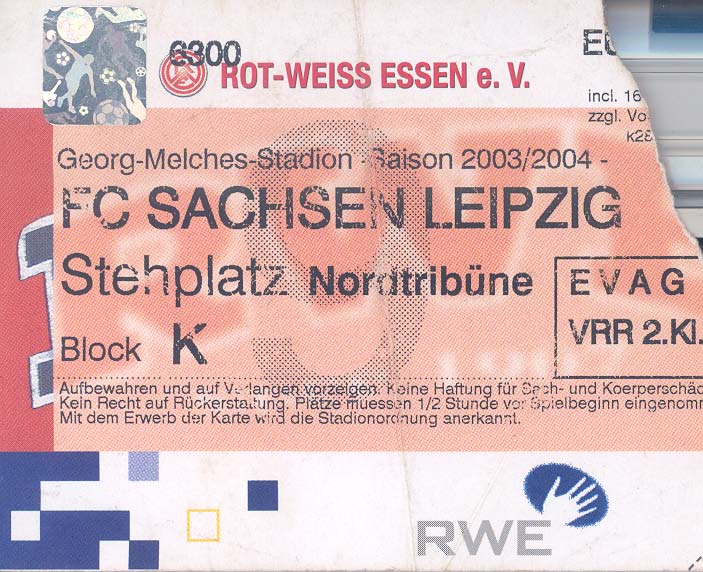 6300
ROT-WEISS ESSEN e. V.
incl. 16
zzgl. Vo
Georg-Melches-Stadion -Saison 2003/2004 -
FC SACHSEN LEIPZIG
Stehplatz Nordtribüne
EVAG
VRR 2.Kl.
Block K
Aufbewahren und auf Verlangen vorzeigen. Keine Haftung für Sach- und Koerperschäd
Kein Recht auf Rückerstattung. Plätze muessen 1/2 Stunde vor Spielbeginn eingenomm
Mit dem Erwerb der Karte wird die Stadionordnung anerkannt.
RWE